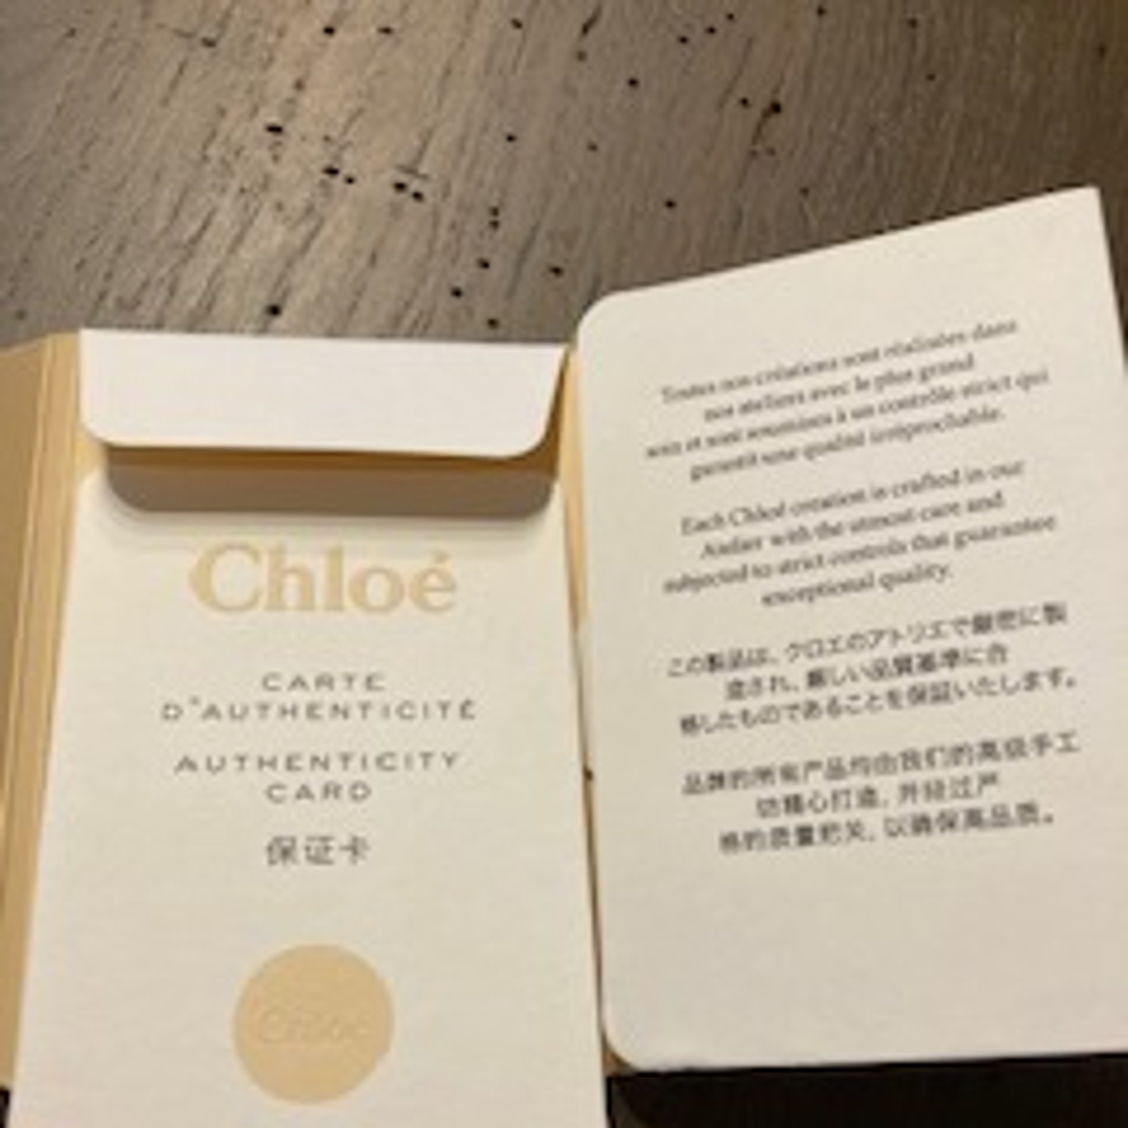 Chloé
CARTE
D'AUTHENTICITÉ
AUTHENTICITY
CARD
保证卡
Chloé
Toutes nos créations sont réalisées dans
nos ateliers avec le plus grand
soin et sont soumises à un contrôle strict qui
garantit une qualité irréprochable.
Each Chloé creation is crafted in our
Atelier with the utmost care and
subjected to strict controls that guarantee
exceptional quality.
この製品は、クロエのアトリエで厳密に製
造され、厳しい品質基準に合
格したものであることを保証いたします。
品牌的所有产品均由我们的高级手工
坊精心打造，并经过严
格的质量把关，以确保高品质。